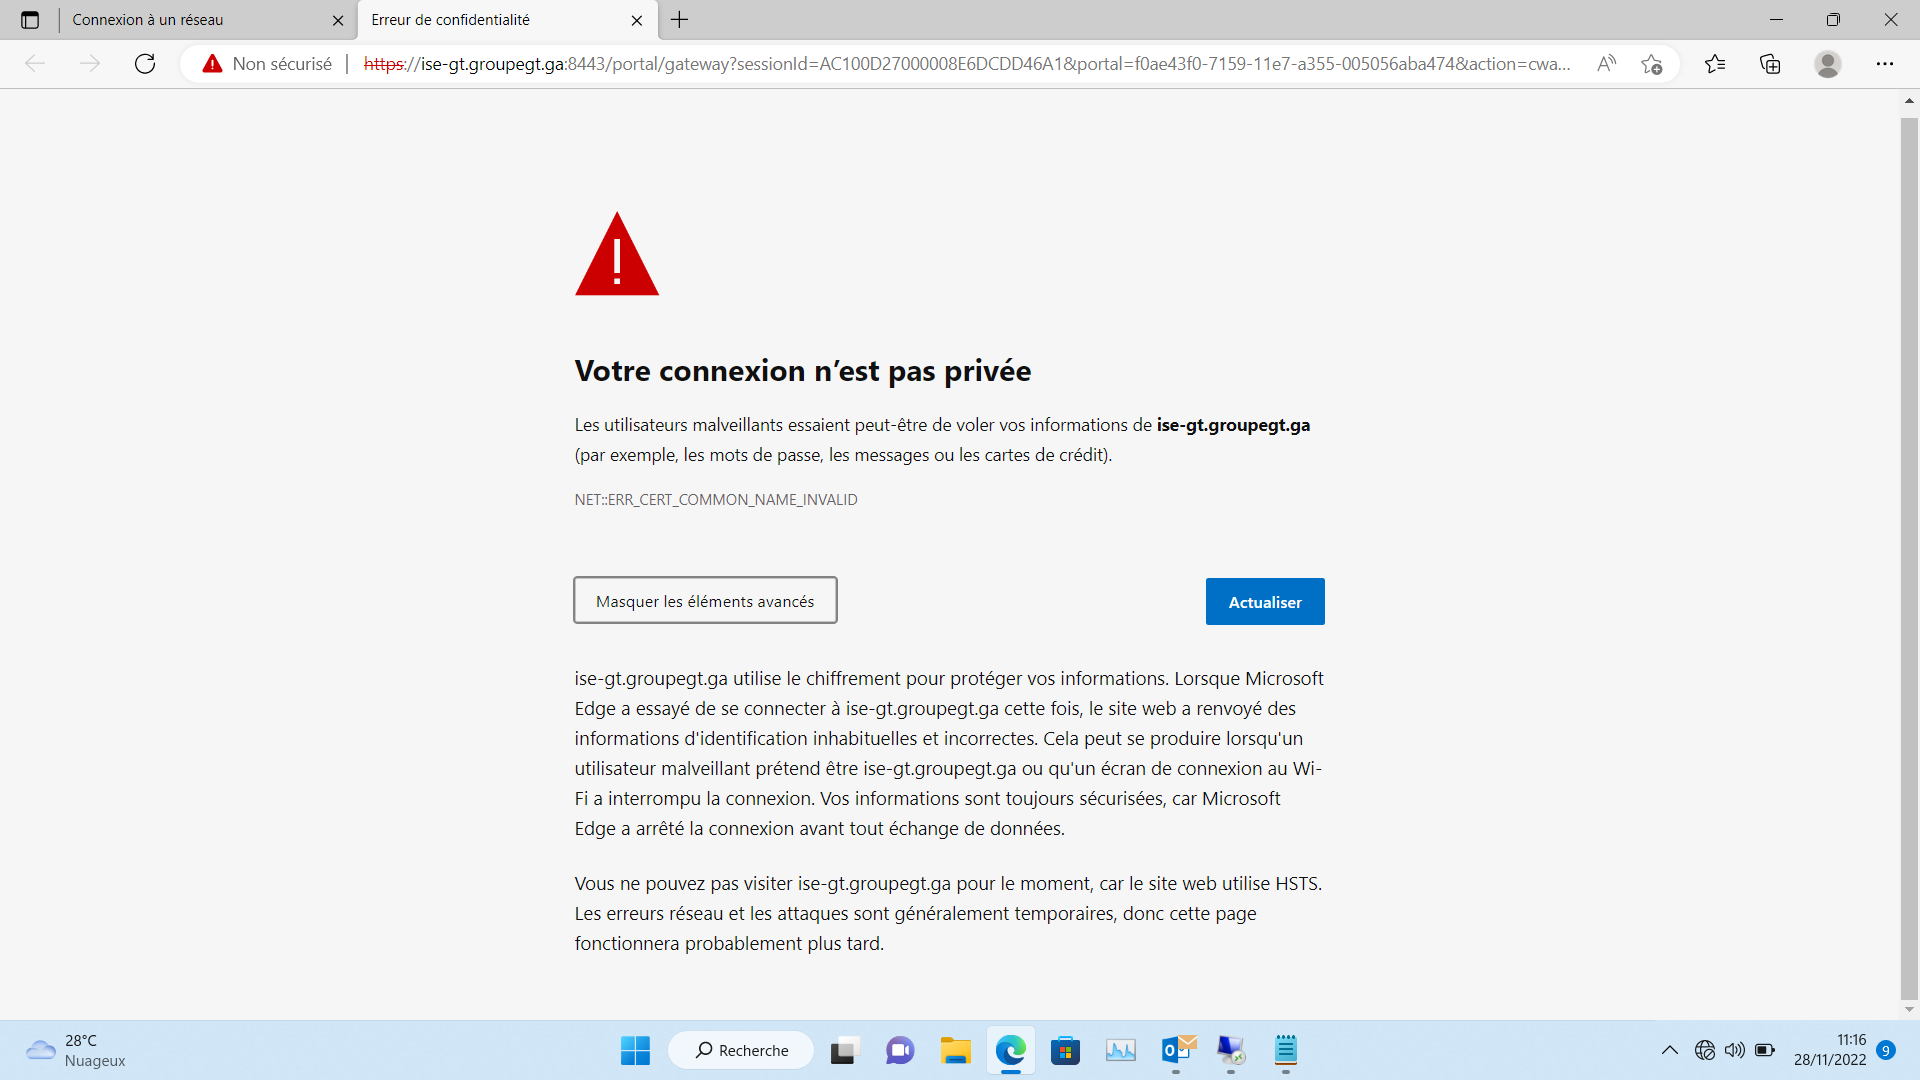 Connexion à un réseau
Erreur de confidentialité
Non sécurisé
https://ise-gt.groupegt.ga:8443/portal/gateway?sessionId=AC100D27000008E6DCDD46A1&portal=f0ae43f0-7159-11e7-a355-005056aba474&action=cwa...
Votre connexion n’est pas privée
Les utilisateurs malveillants essaient peut-être de voler vos informations de ise-gt.groupegt.ga
(par exemple, les mots de passe, les messages ou les cartes de crédit).
NET::ERR_CERT_COMMON_NAME_INVALID
Masquer les éléments avancés
Actualiser
ise-gt.groupegt.ga utilise le chiffrement pour protéger vos informations. Lorsque Microsoft
Edge a essayé de se connecter à ise-gt.groupegt.ga cette fois, le site web a renvoyé des
informations d'identification inhabituelles et incorrectes. Cela peut se produire lorsqu'un
utilisateur malveillant prétend être ise-gt.groupegt.ga ou qu'un écran de connexion au Wi-
Fi a interrompu la connexion. Vos informations sont toujours sécurisées, car Microsoft
Edge a arrêté la connexion avant tout échange de données.
Vous ne pouvez pas visiter ise-gt.groupegt.ga pour le moment, car le site web utilise HSTS.
Les erreurs réseau et les attaques sont généralement temporaires, donc cette page
fonctionnera probablement plus tard.
28°C
Nuageux
Recherche
11:16
28/11/2022
9